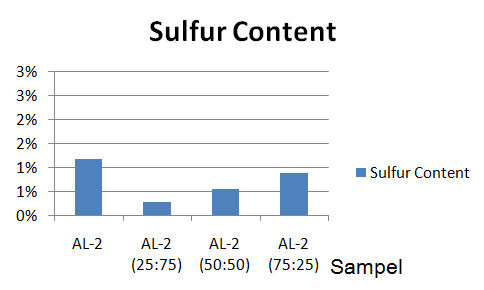 Sulfur Content
3%
3%
2%
2%
1%
1%
0%
Sulfur Content
AL-2
AL-2
(25:75)
AL-2
(50:50)
AL-2
(75:25)
Sampel